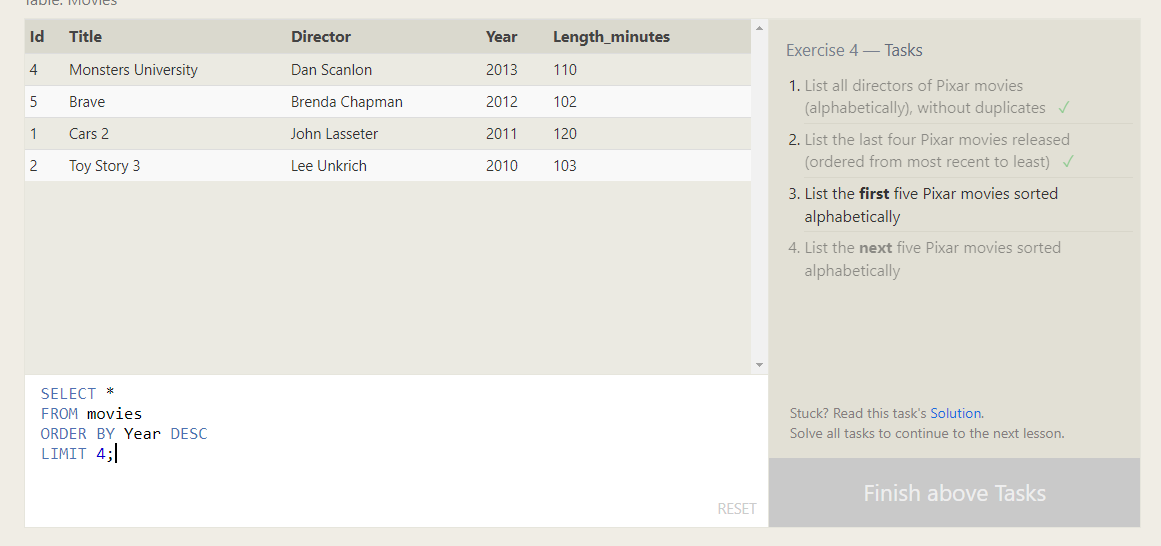 Table: Movies
Id Title Director Year Length_minutes
4 Monsters University Dan Scanlon 2013 110
5 Brave Brenda Chapman 2012 102
1 Cars 2 John Lasseter 2011 120
2 Toy Story 3 Lee Unkrich 2010 103
SELECT *
FROM movies
ORDER BY Year DESC
LIMIT 4;
RESET
Exercise 4 — Tasks
1. List all directors of Pixar movies
(alphabetically), without duplicates ✓
2. List the last four Pixar movies released
(ordered from most recent to least) ✓
3. List the first five Pixar movies sorted
alphabetically
4. List the next five Pixar movies sorted
alphabetically
Stuck? Read this task's Solution.
Solve all tasks to continue to the next lesson.
Finish above Tasks